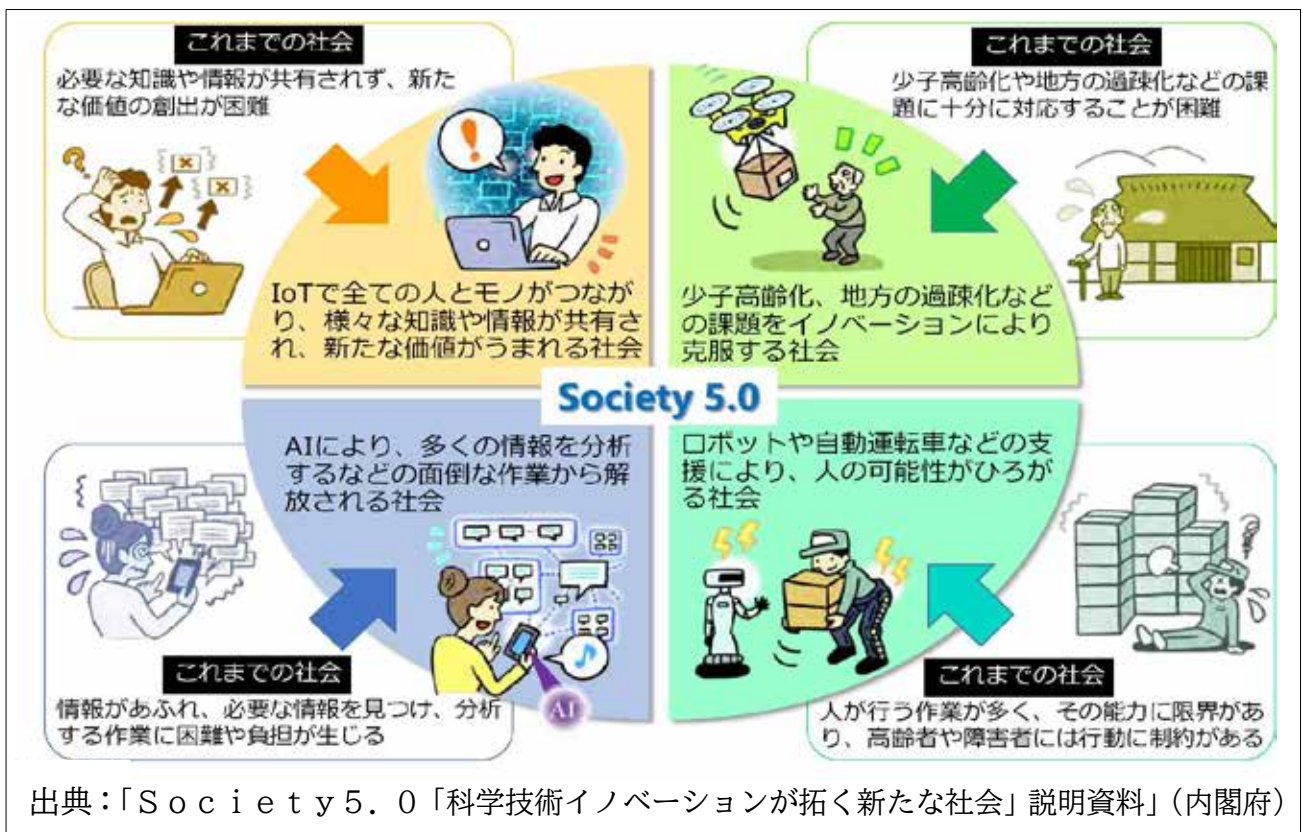 これまでの社会
必要な知識や情報が共有されず、新た
な価値の創出が困難
IoTで全ての人とモノがつなが
り、様々な知識や情報が共有さ
れ、新たな価値がうまれる社会
これまでの社会
少子高齢化や地方の過疎化などの課
題に十分に対応することが困難
少子高齢化、地方の過疎化など
の課題をイノベーションにより
克服する社会
Society 5.0
AIにより、多くの情報を分析
するなどの面倒な作業から解
放される社会
AI
これまでの社会
情報があふれ、必要な情報を見つけ、分析
する作業に困難や負担が生じる
ロボットや自動運転車などの支
援により、人の可能性がひろが
る社会
これまでの社会
人が行う作業が多く、その能力に限界があ
り、高齢者や障害者には行動に制約がある
出典：「Ｓｏｃｉｅｔｙ５．０「科学技術イノベーションが拓く新たな社会」説明資料」（内閣府）